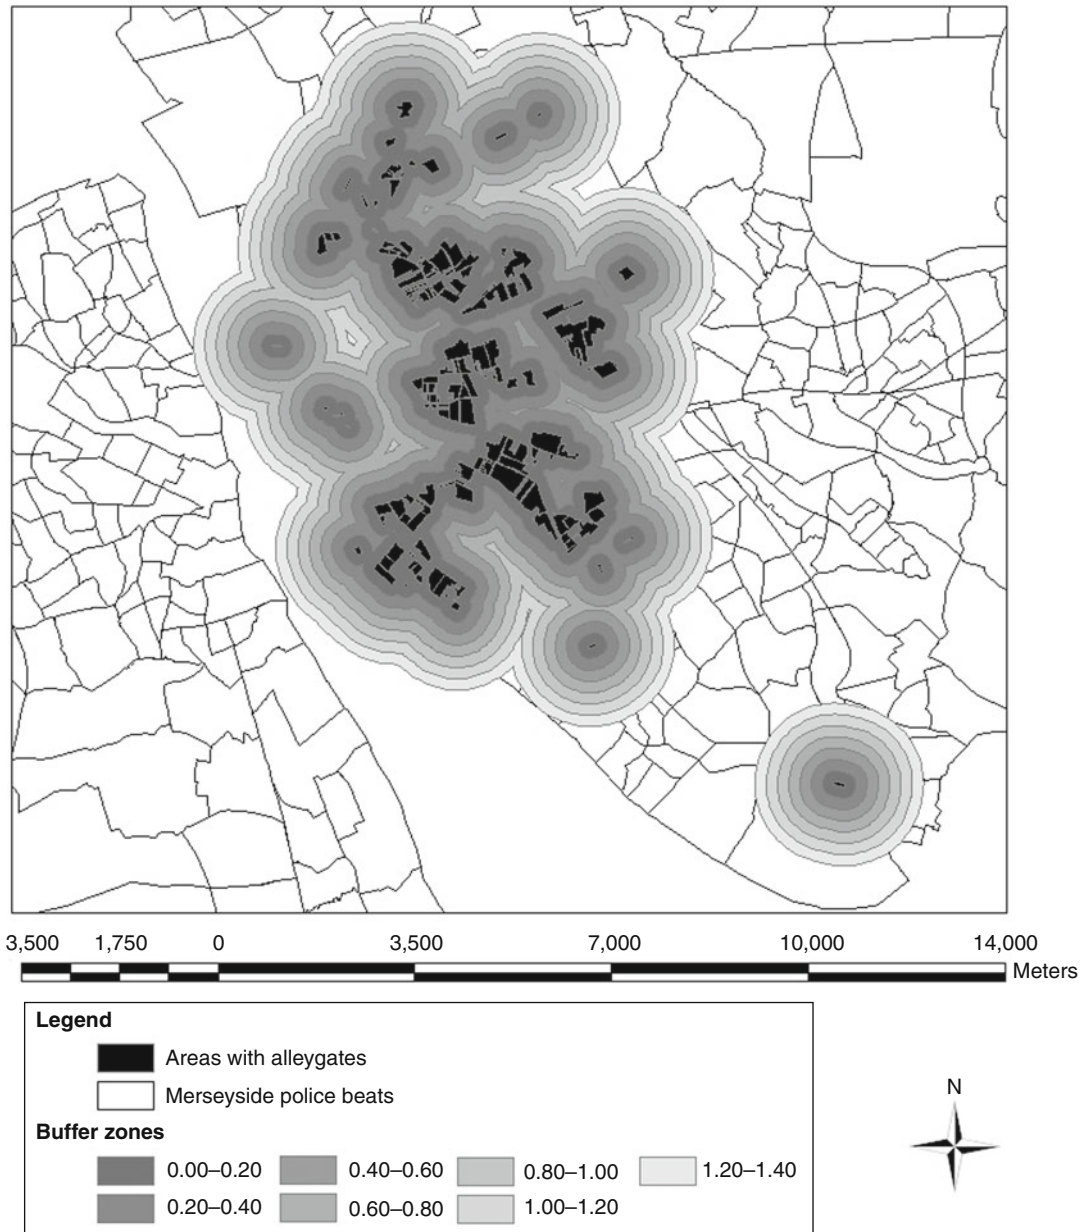 3,500 1,750 0 3,500 7,000 10,000 14,000
Meters
Legend
Areas with alleygates
Merseyside police beats
N
Buffer zones
0.00–0.20 0.40–0.60 0.80–1.00 1.20–1.40
0.20–0.40 0.60–0.80 1.00–1.20